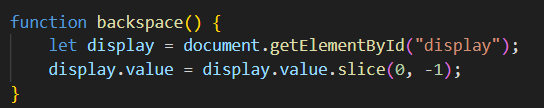 function backspace() {
    let display = document.getElementById("display");
    display.value = display.value.slice(0, -1);
}